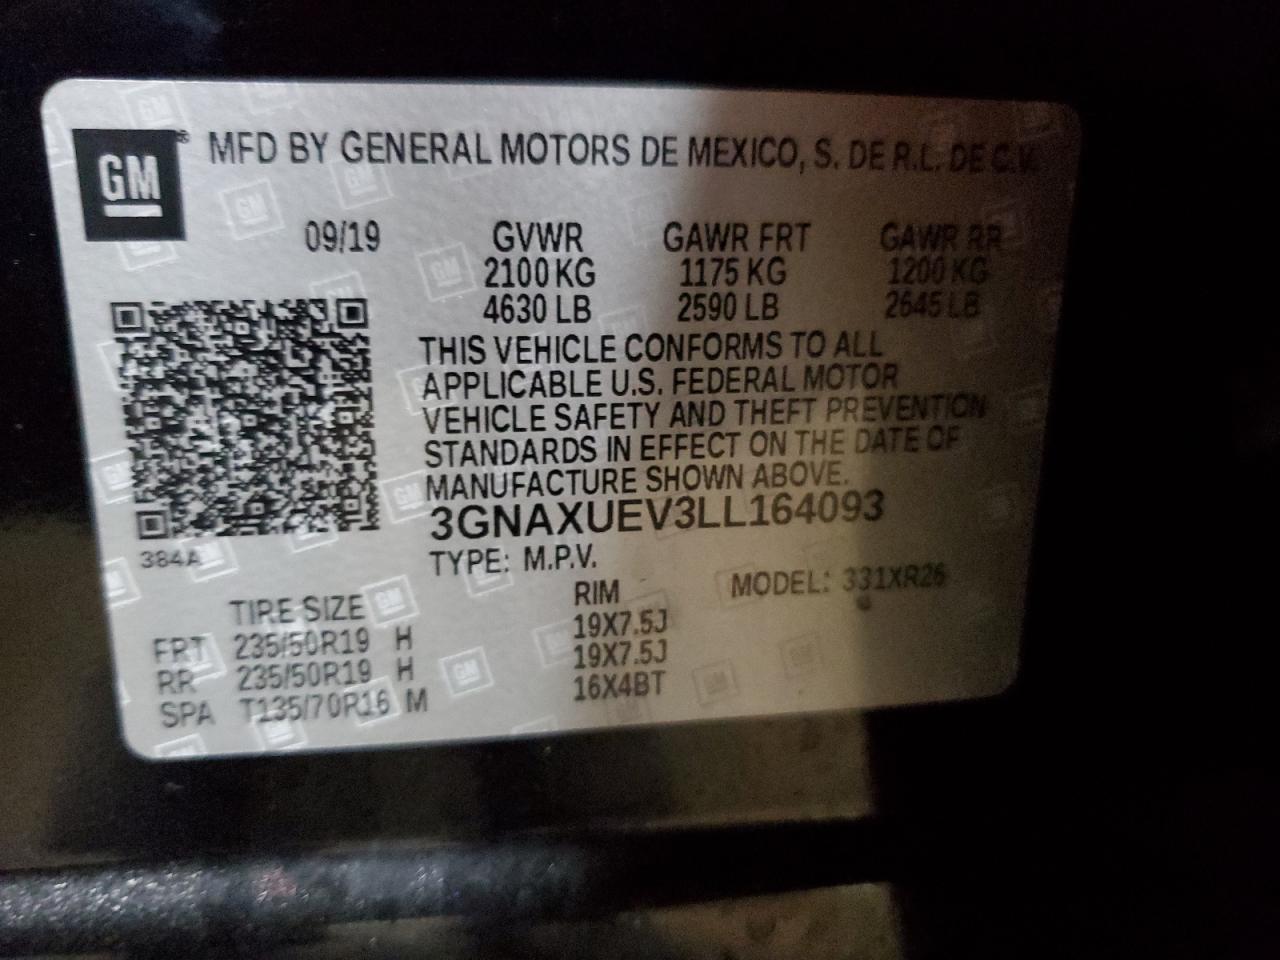 GM® MFD BY GENERAL MOTORS DE MEXICO, S. DE R.L. DE C.V.
09/19 GVWR GAWR FRT GAWR RR
2100 KG 1175 KG 1200 KG
4630 LB 2590 LB 2645 LB
THIS VEHICLE CONFORMS TO ALL
APPLICABLE U.S. FEDERAL MOTOR
VEHICLE SAFETY AND THEFT PREVENTION
STANDARDS IN EFFECT ON THE DATE OF
MANUFACTURE SHOWN ABOVE.
3GNAXUEV3LL164093
384A TYPE: M.P.V.
MODEL: 331XR26
TIRE SIZE RIM
FRT 235/50R19 H 19X7.5J
RR 235/50R19 H 19X7.5J
SPA T135/70R16 M 16X4BT